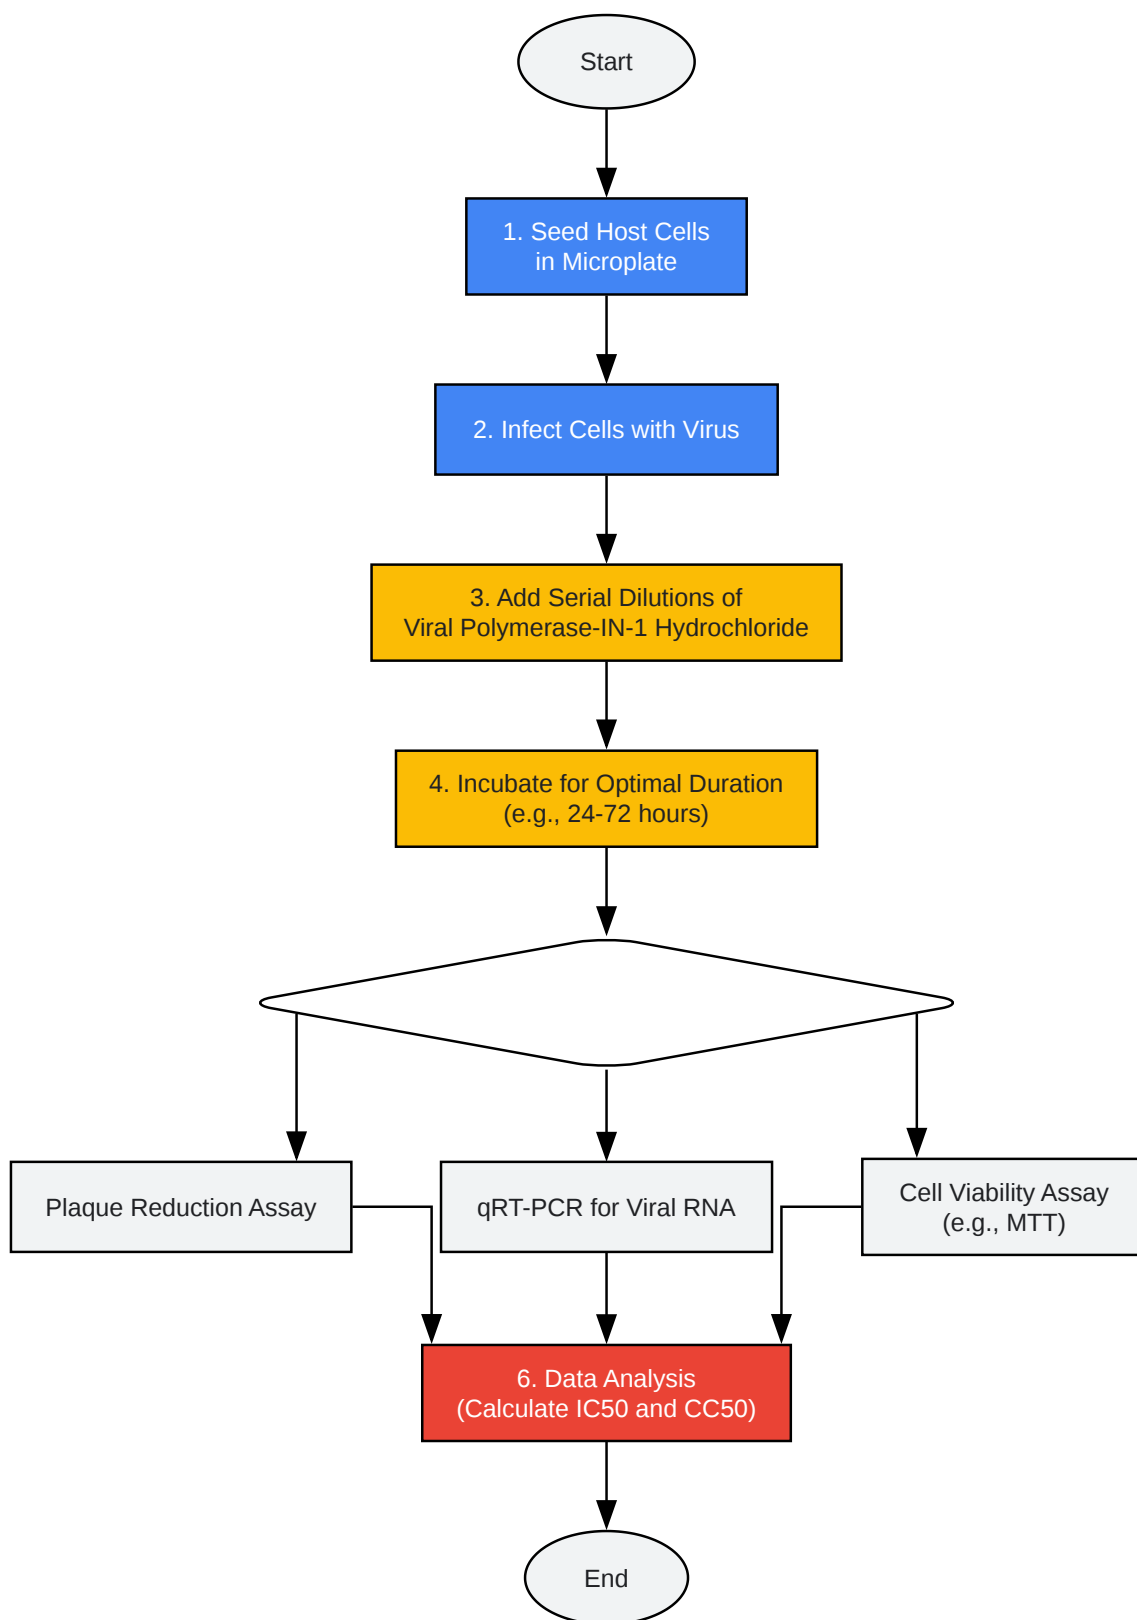 Start
1. Seed Host Cells
in Microplate
2. Infect Cells with Virus
3. Add Serial Dilutions of
Viral Polymerase-IN-1 Hydrochloride
4. Incubate for Optimal Duration
(e.g., 24-72 hours)
Plaque Reduction Assay
qRT-PCR for Viral RNA
Cell Viability Assay
(e.g., MTT)
6. Data Analysis
(Calculate IC50 and CC50)
End